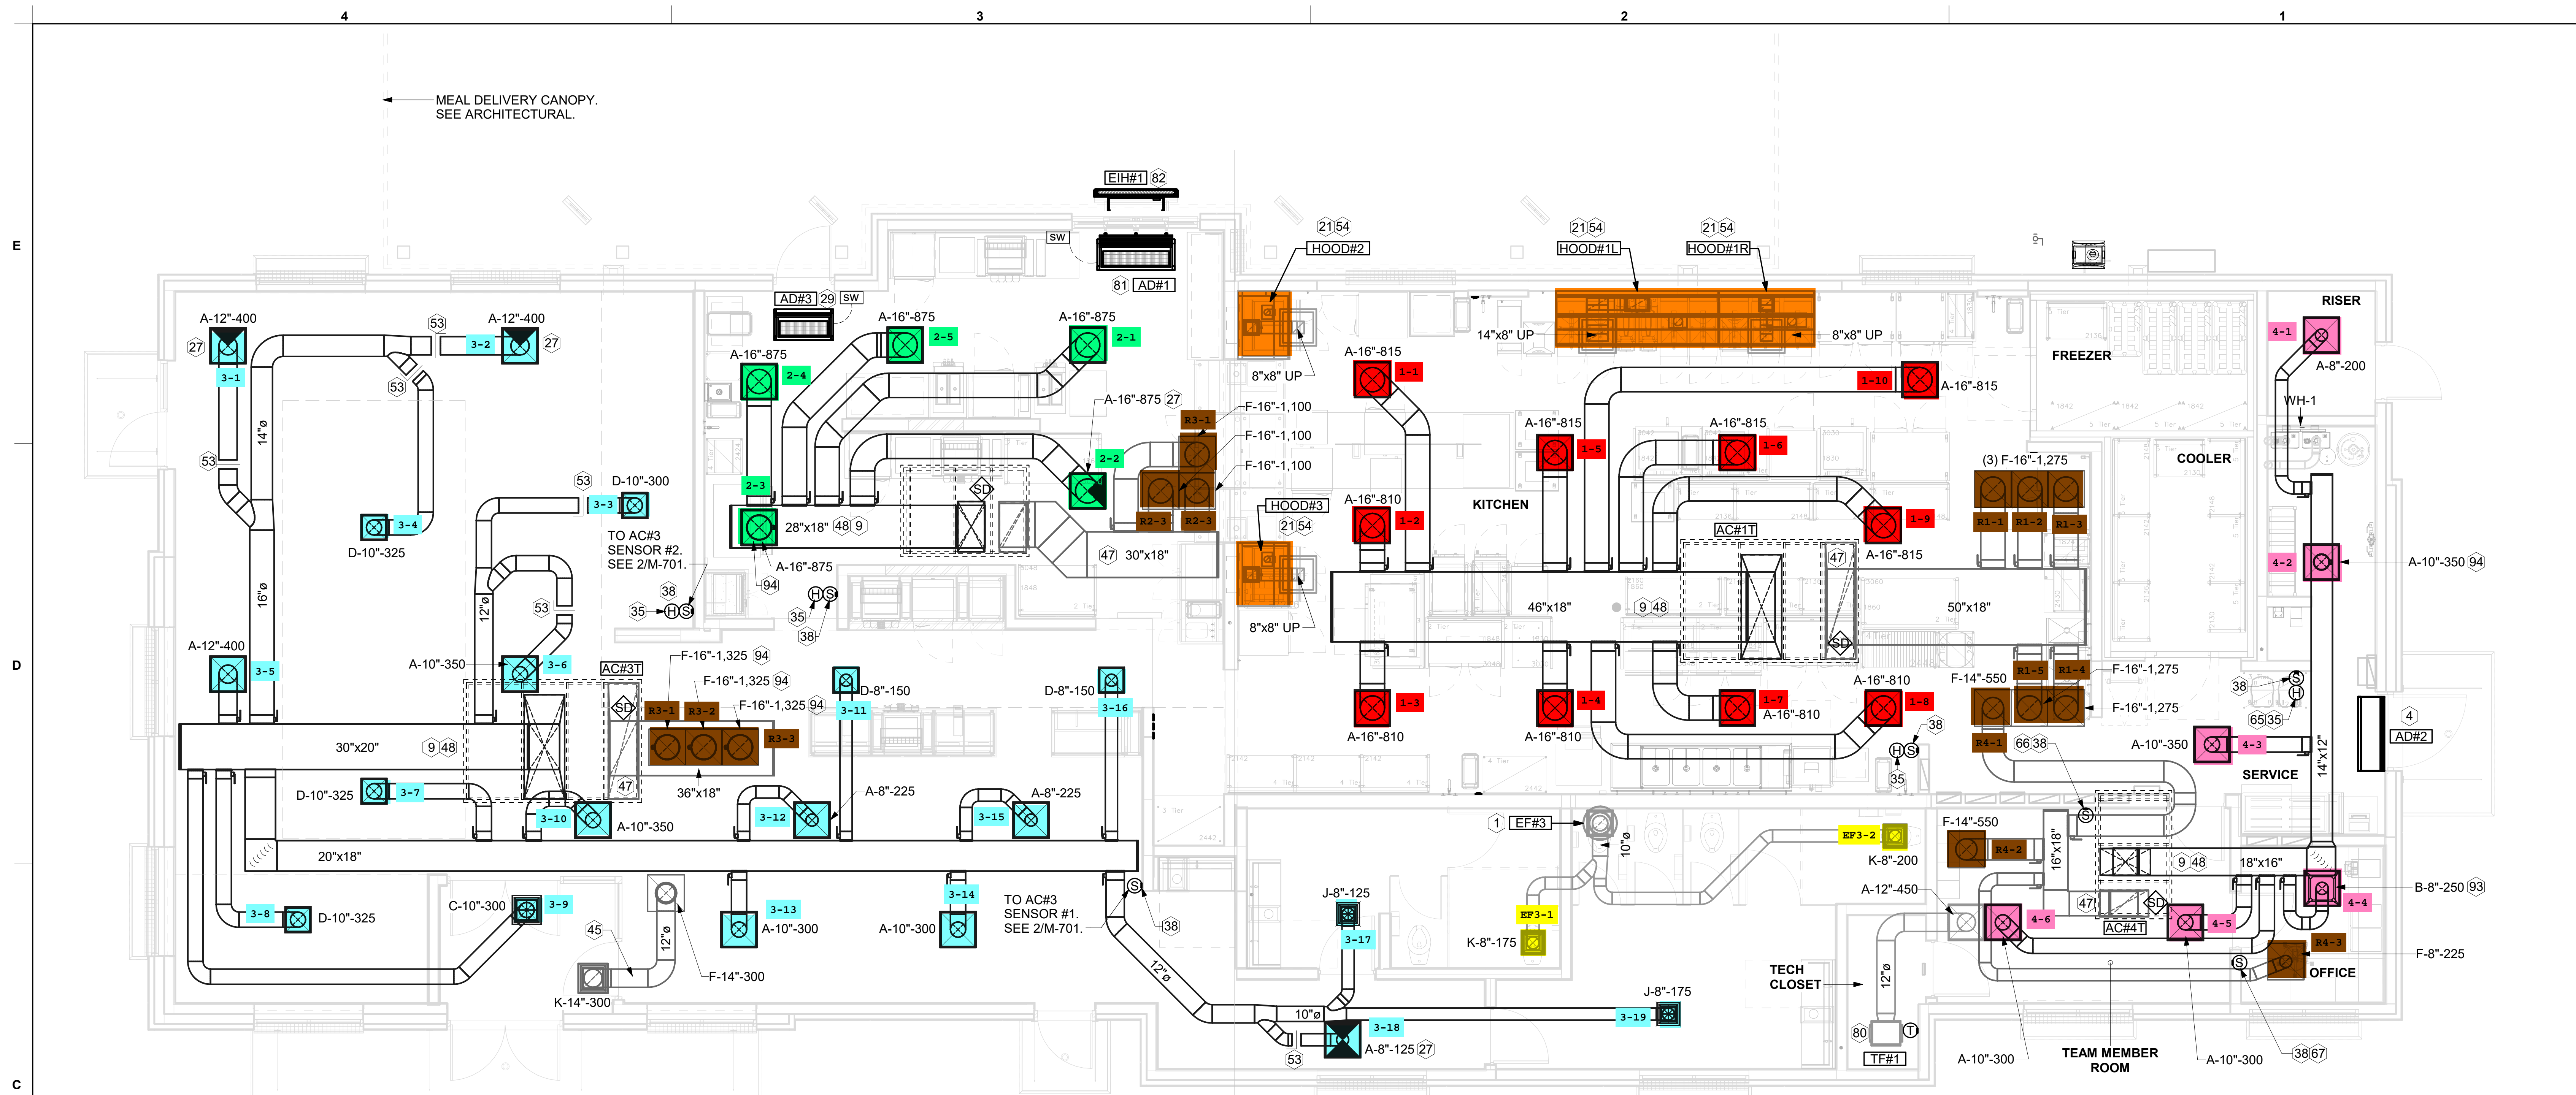 4
3
2
1
MEAL DELIVERY CANOPY.
SEE ARCHITECTURAL.
EIH#1 82
SW
81 AD#1
AD#3 29 SW
21 54
HOOD#2
21 54
HOOD#1L
21 54
HOOD#1R
E
A-12"-400
27
3-1
53
3-2
A-12"-400
27
53
14"ø
53
16"ø
3-4
D-10"-325
53
D-10"-300
3-3
12"ø
53
TO AC#3
SENSOR #2.
SEE 2/M-701.
38
35 H S
A-16"-875
2-5
A-16"-875
2-1
A-16"-875
2-4
A-16"-875 27
2-2
2-3
28"x18" 48 9
A-16"-875
94
SD
47
30"x18"
R3-1
F-16"-1,100
F-16"-1,100
F-16"-1,100
R2-3
R2-3
H S
35
38
8"x8" UP
14"x8" UP
8"x8" UP
HOOD#3
21 54
8"x8" UP
A-16"-815
1-1
A-16"-810
1-2
KITCHEN
A-16"-815
1-5
A-16"-815
1-6
1-10
A-16"-815
1-9
A-16"-815
AC#1T
47
46"x18"
9 48
50"x18"
SD
(3) F-16"-1,275
R1-1
R1-2
R1-3
R1-5
R1-4
F-16"-1,275
F-14"-550
F-16"-1,275
R4-1
1-3
A-16"-810
1-4
A-16"-810
1-7
A-16"-810
A-16"-810
1-8
38
H S
35
RISER
4-1
A-8"-200
FREEZER
WH-1
COOLER
4-2
A-10"-350 94
38 S
H
65 35
4
AD#2
A-10"-350
4-3
SERVICE
14"x12"
D
A-12"-400
3-5
A-10"-350
3-6
AC#3T
SD
30"x20"
9 48
47
F-16"-1,325 94
F-16"-1,325 94
F-16"-1,325 94
R3-1
R3-2
R3-3
36"x18"
D-8"-150
3-11
D-8"-150
3-16
D-10"-325
3-7
3-10
A-10"-350
3-12
A-8"-225
3-15
A-8"-225
20"x18"
3-8
D-10"-325
C-10"-300
3-9
45
12"ø
F-14"-300
K-14"-300
3-13
A-10"-300
3-14
A-10"-300
TO AC#3
SENSOR #1.
SEE 2/M-701.
S
38
12"ø
J-8"-125
3-17
10"ø
53
3-18
A-8"-125 27
3-19
J-8"-175
1 EF#3
10"ø
EF3-2
K-8"-200
EF3-1
K-8"-175
TECH
CLOSET
12"ø
80
T
TF#1
A-12"-450
F-14"-550
R4-2
66 38
S
16"x18"
9 48
18"x16"
47
SD
AC#4T
4-6
4-5
4-4
B-8"-250 93
R4-3
F-8"-225
OFFICE
S
38 67
A-10"-300
TEAM MEMBER
ROOM
A-10"-300
C